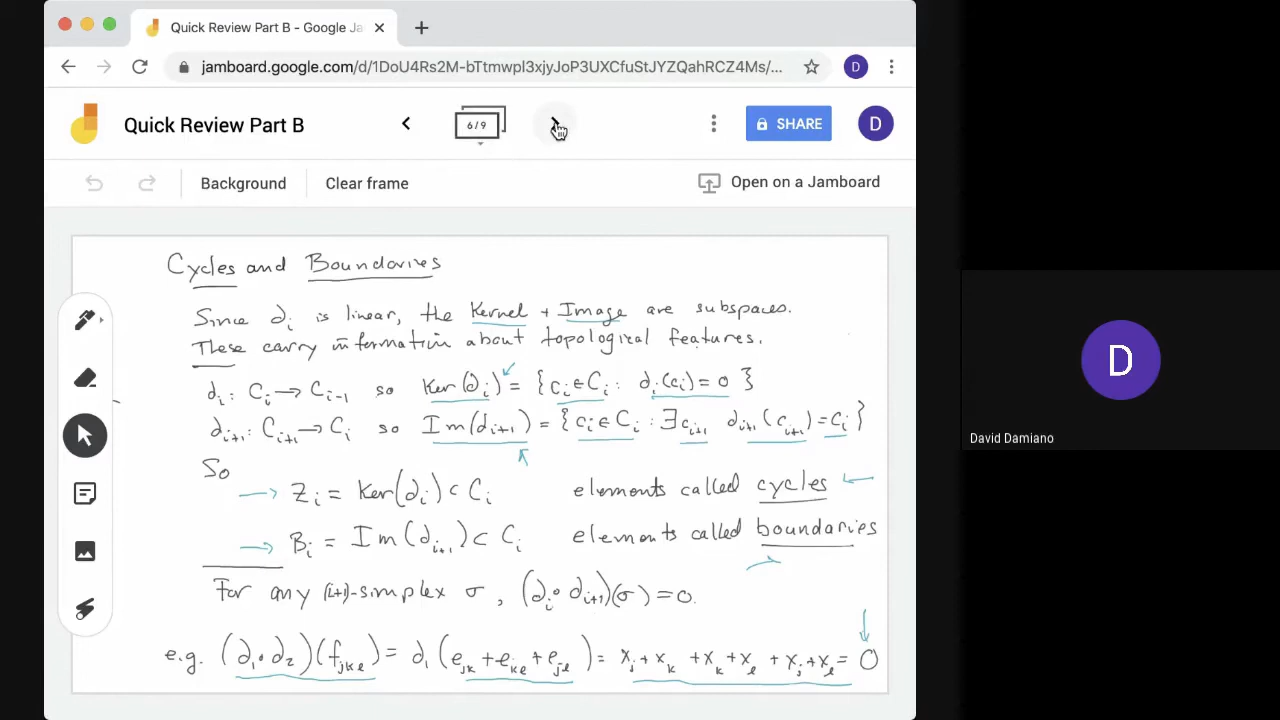 Quick Review Part B - Google Ja
jamboard.google.com/d/1DoU4Rs2M-bTtmwpl3xjyJoP3UXCfuStJYZQahRCZ4Ms/...
D
Quick Review Part B
6/9
SHARE
D
Background
Clear frame
Open on a Jamboard
Cycles and Boundaries
Since ∂i is linear, the Kernel + Image are subspaces.
These carry information about topological features.
∂i: Ci → Ci-1 so Ker(∂i) = {ci ∈ Ci : ∂i(ci) = 0 }
∂i+1: Ci+1 → Ci so Im(∂i+1) = {ci ∈ Ci : ∃ ci+1 ∂i+1(ci+1) = ci }
So
→ Zi = Ker(∂i) ⊂ Ci elements called cycles ←
→ Bi = Im(∂i+1) ⊂ Ci elements called boundaries
For any (i+1)-simplex σ, (∂i∘∂i+1)(σ) = 0.
e.g. (∂1∘∂2)(fjkl) = ∂1(ejk + ekl + ejl) = xj + xk + xk + xl + xj + xl = 0
D
David Damiano